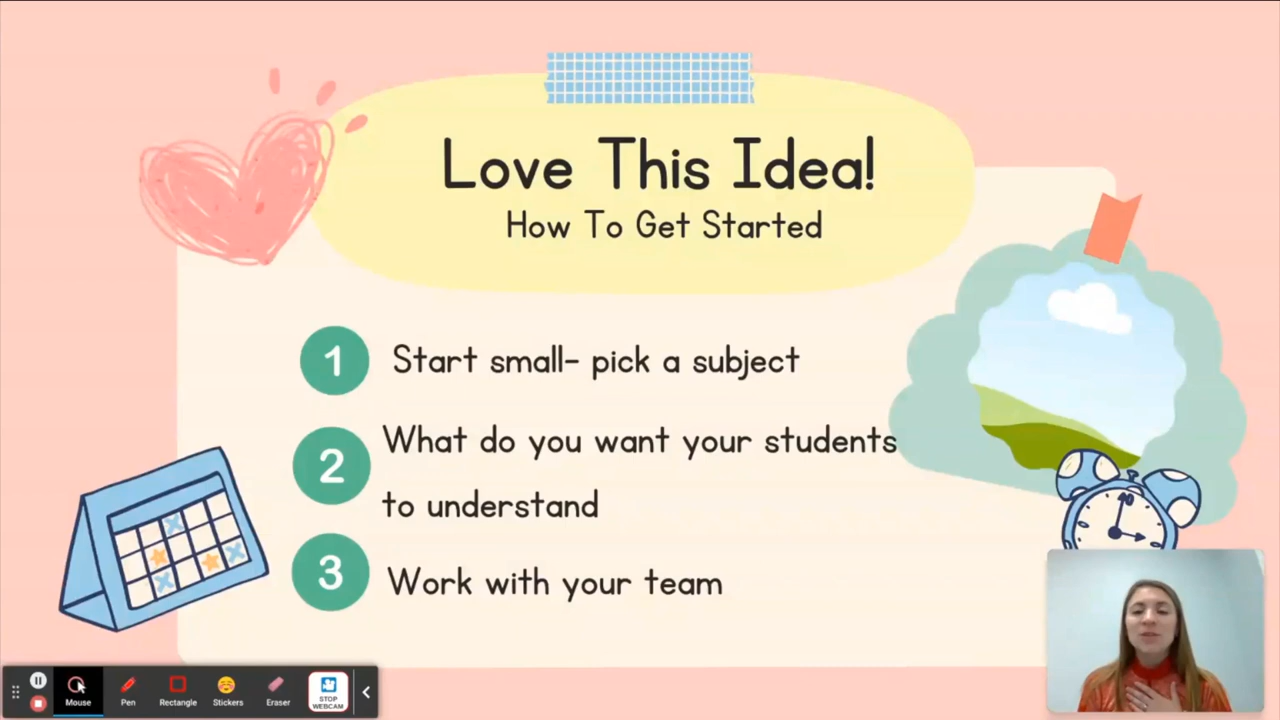 Love This Idea!
How To Get Started
1 Start small- pick a subject
2 What do you want your students
to understand
3 Work with your team
Mouse Pen Rectangle Stickers Eraser STOP
WEBCAM